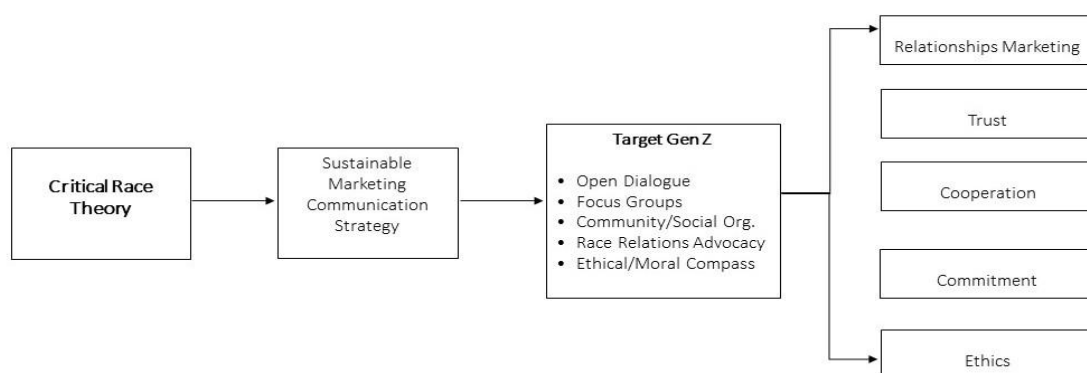 Critical Race
Theory
Sustainable
Marketing
Communication
Strategy
Target Gen Z
• Open Dialogue
• Focus Groups
• Community/Social Org.
• Race Relations Advocacy
• Ethical/Moral Compass
Relationships Marketing
Trust
Cooperation
Commitment
Ethics